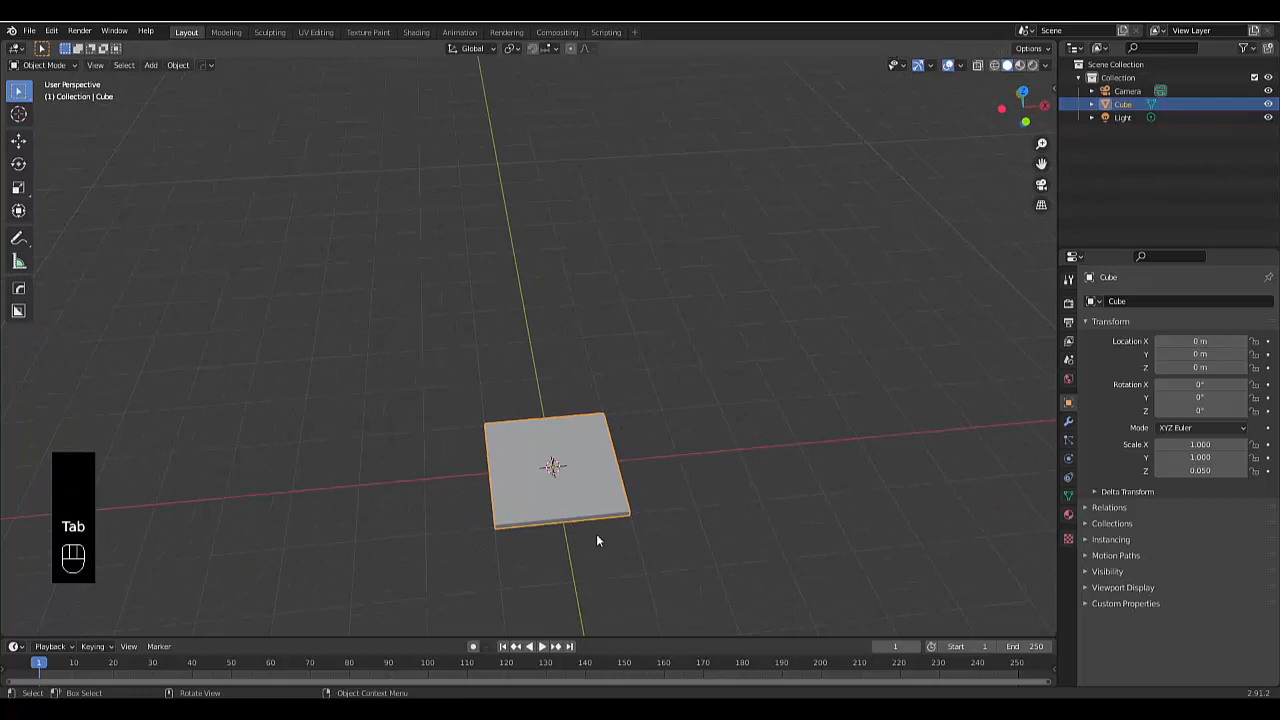 File Edit Render Window Help Layout Modeling Sculpting UV Editing Texture Paint Shading Animation Rendering Compositing Scripting + Scene View Layer
Global Options
Object Mode View Select Add Object
User Perspective
(1) Collection | Cube
Z
X
Scene Collection
Collection
Camera
Cube
Light
Cube
Cube
Transform
Location X 0 m
Y 0 m
Z 0 m
Rotation X 0°
Y 0°
Z 0°
Mode XYZ Euler
Scale X 1.000
Y 1.000
Z 0.050
Delta Transform
Relations
Collections
Instancing
Motion Paths
Visibility
Viewport Display
Custom Properties
Tab
Playback Keying View Marker 1 Start 1 End 250
1 10 20 30 40 50 60 70 80 90 100 110 120 130 140 150 160 170 180 190 200 210 220 230 240 250
Select Box Select Rotate View Object Context Menu 2.91.2